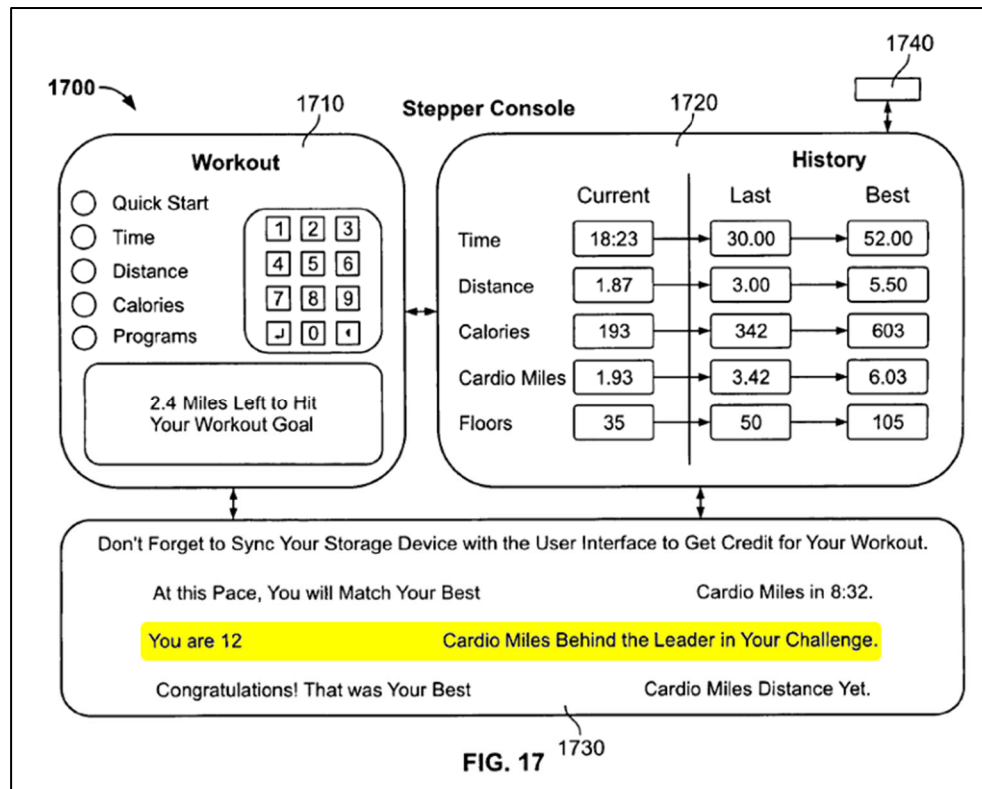 1740
1700
1710
Stepper Console
1720
Workout
History
Quick Start
Time
Distance
Calories
Programs
1 2 3
4 5 6
7 8 9
↵ 0
2.4 Miles Left to Hit
Your Workout Goal
Current Last Best
Time 18:23 30.00 52.00
Distance 1.87 3.00 5.50
Calories 193 342 603
Cardio Miles 1.93 3.42 6.03
Floors 35 50 105
Don't Forget to Sync Your Storage Device with the User Interface to Get Credit for Your Workout.
At this Pace, You will Match Your Best Cardio Miles in 8:32.
You are 12 Cardio Miles Behind the Leader in Your Challenge.
Congratulations! That was Your Best Cardio Miles Distance Yet.
1730
FIG. 17